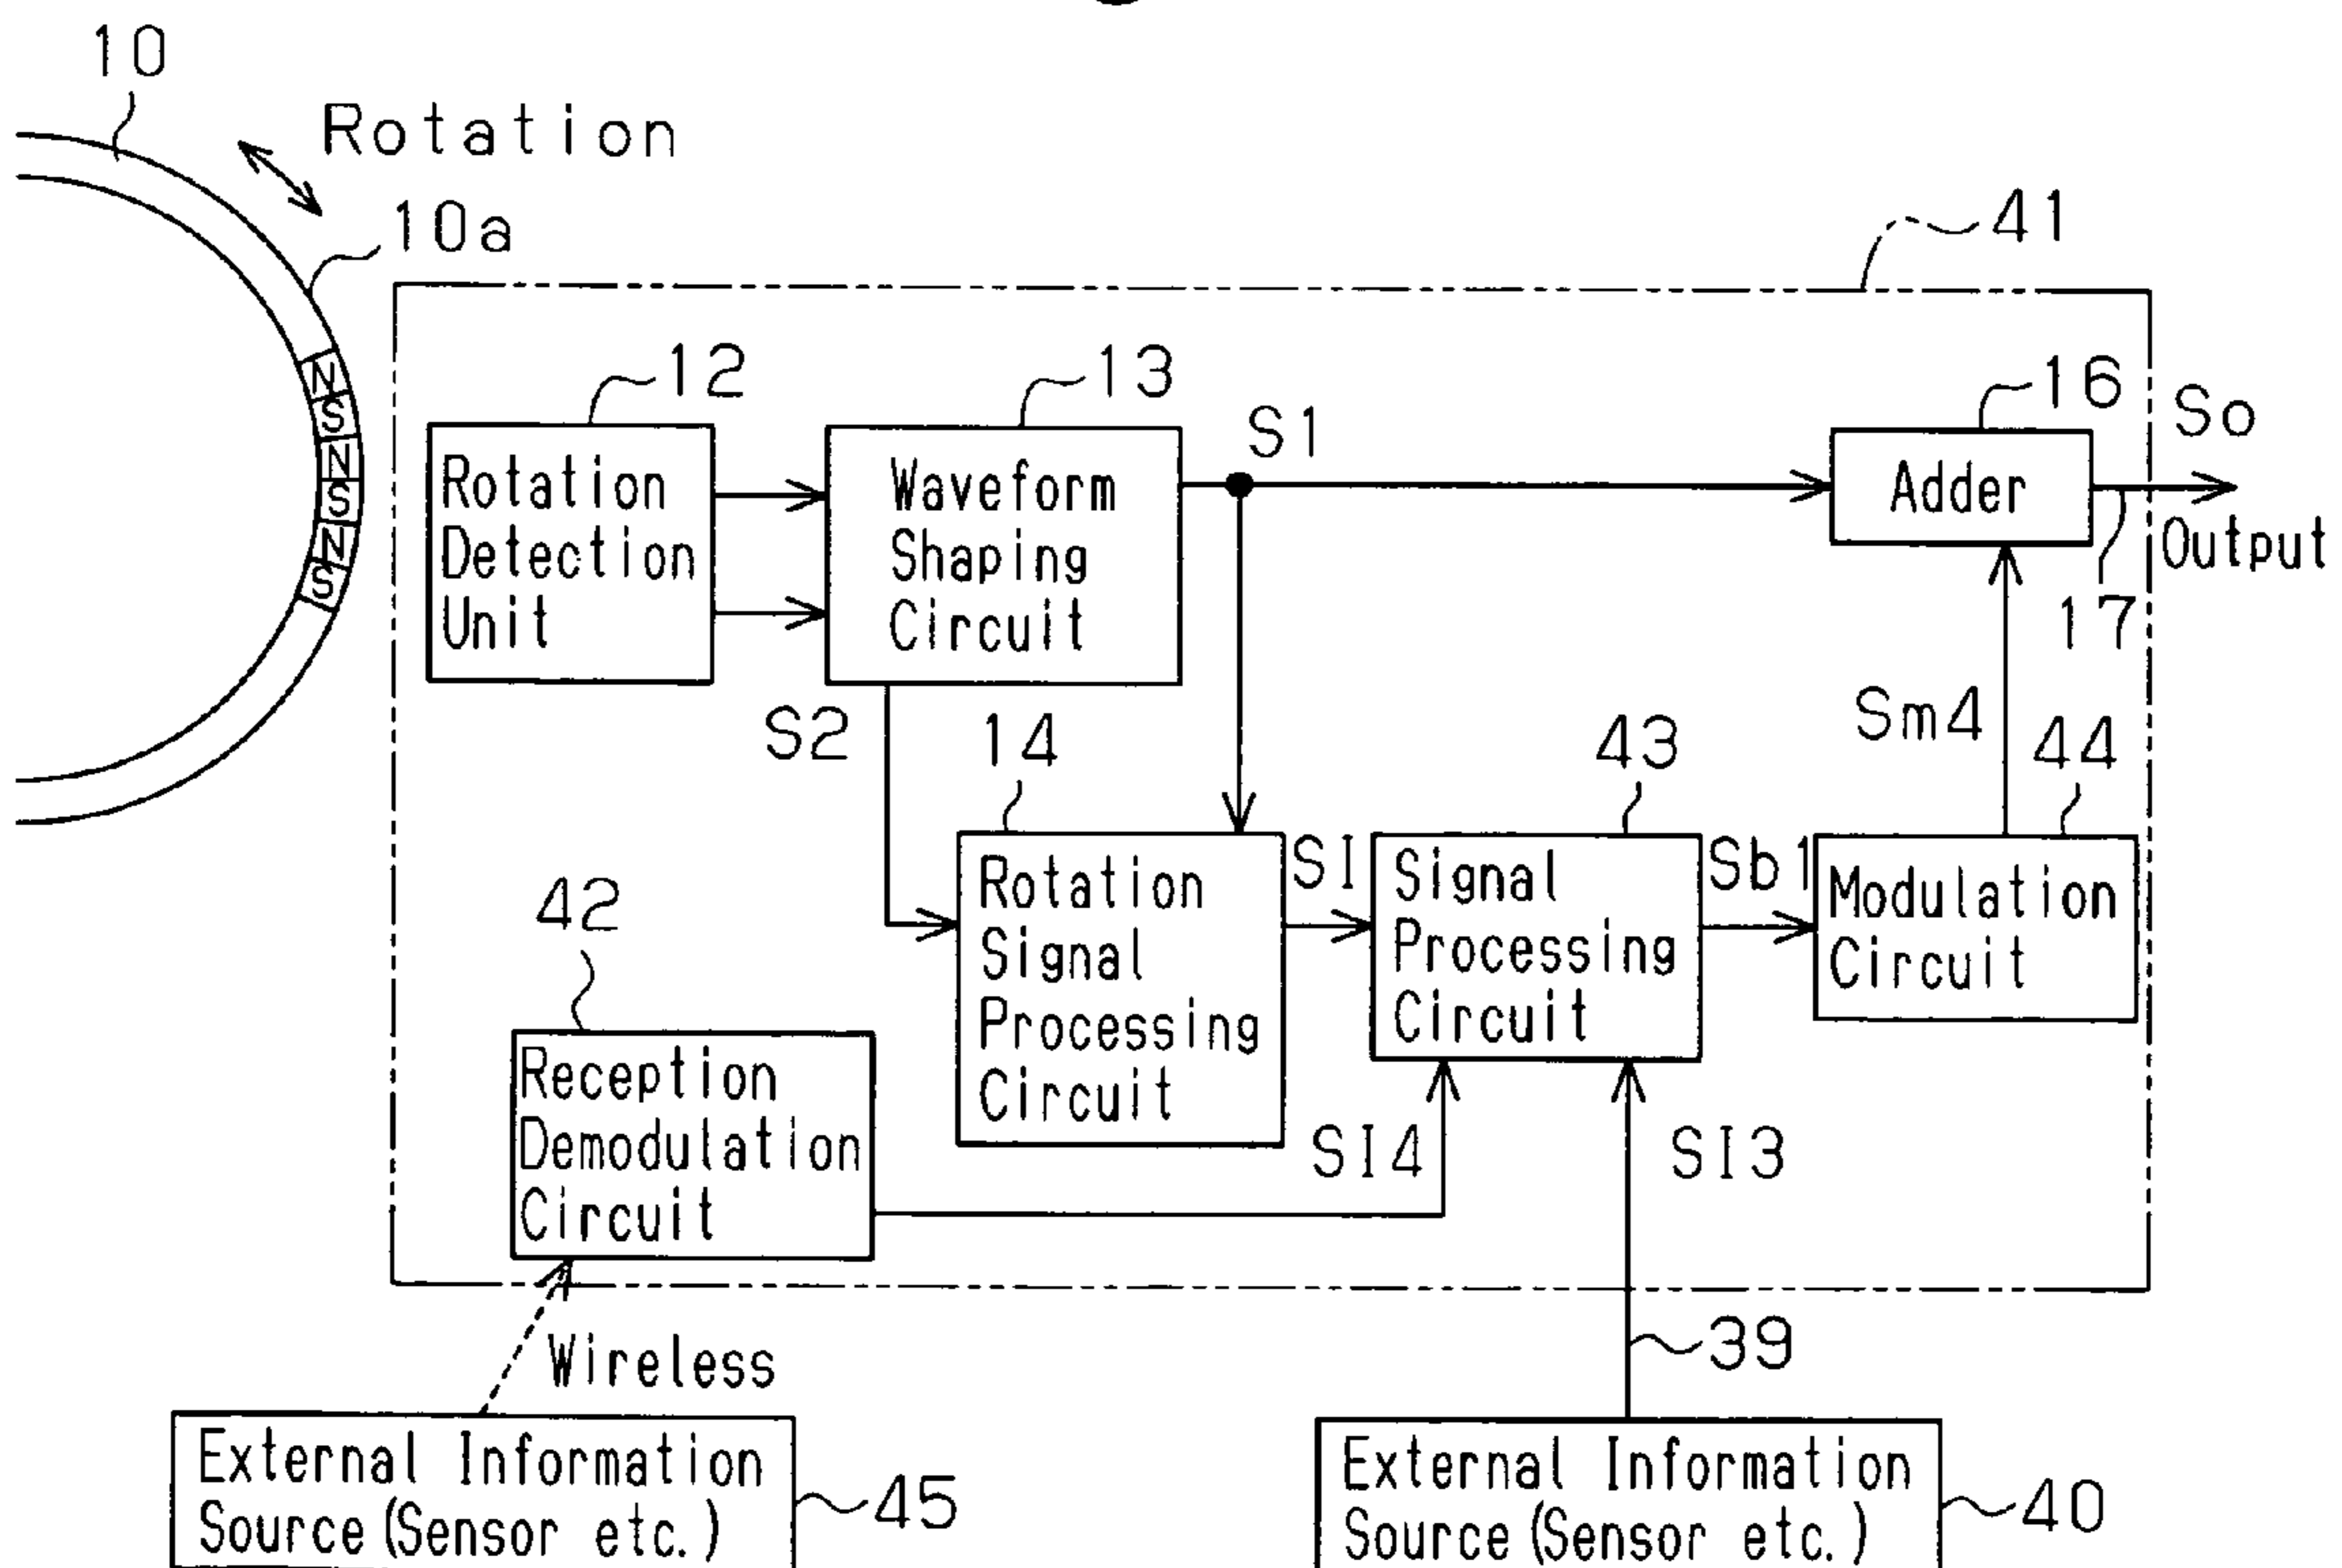 10
Rotation
10a
41
N
S
N
S
N
S
12
13
S1
16
So
Rotation
Detection
Unit
Waveform
Shaping
Circuit
Adder
Output
17
S2
14
43
Sm4
44
42
Rotation
Signal
Processing
Circuit
SI
Signal
Processing
Circuit
Sb1
Modulation
Circuit
Reception
Demodulation
Circuit
SI4
SI3
Wireless
39
External Information
Source (Sensor etc.)
45
External Information
Source (Sensor etc.)
40